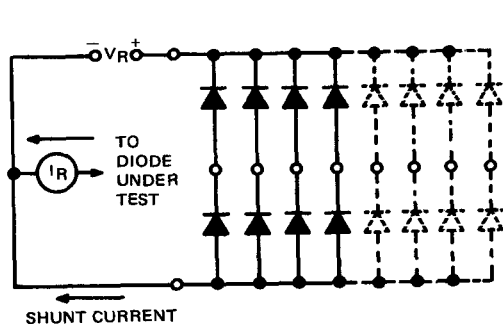 − VR +
TO
DIODE
IR
UNDER
TEST
SHUNT CURRENT